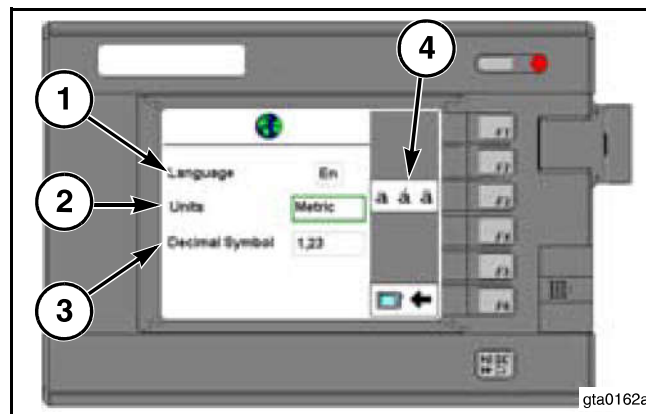 4
1
2
3
Language En
Units Metric
a á ä
Decimal Symbol 1,23
F1
F2
F3
F4
F5
F6
gta0162a